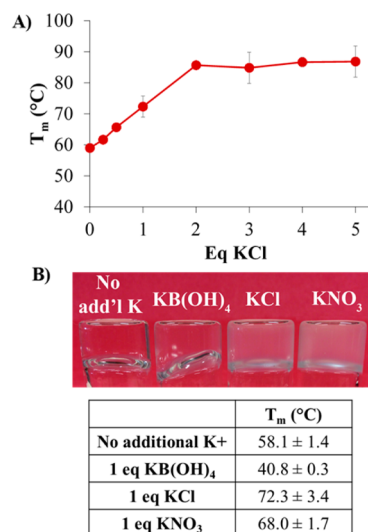 A)
100
90
80
70
60
50
40
Tm (°C)
0 1 2 3 4 5
Eq KCl
B)
No
add'l K
KB(OH)4
KCl
KNO3
Tm (°C)
No additional K+ 58.1 ± 1.4
1 eq KB(OH)4 40.8 ± 0.3
1 eq KCl 72.3 ± 3.4
1 eq KNO3 68.0 ± 1.7